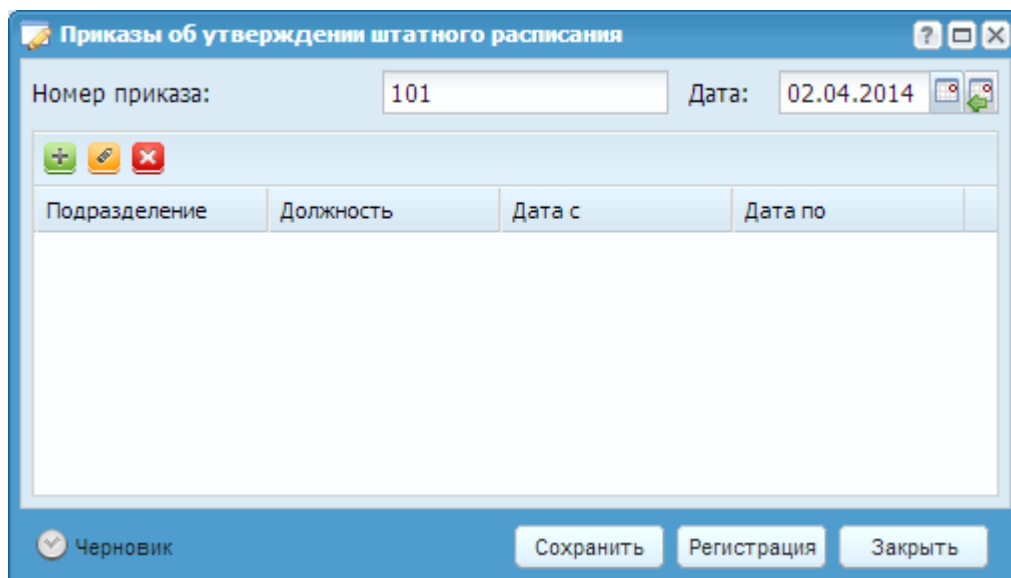 Приказы об утверждении штатного расписания
Номер приказа: 101 Дата: 02.04.2014
Подразделение Должность Дата с Дата по
Черновик Сохранить Регистрация Закрыть